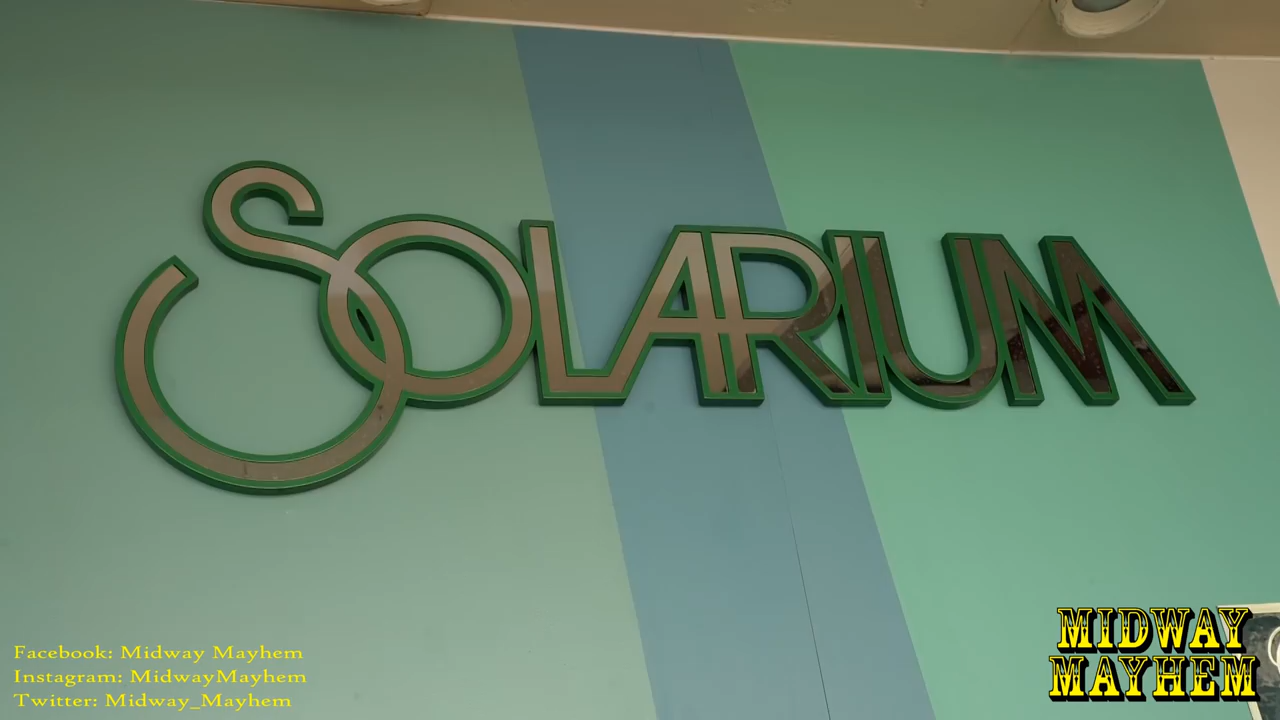 SOLARIUM
Facebook: Midway Mayhem
Instagram: MidwayMayhem
Twitter: Midway_Mayhem
MIDWAY
MAYHEM